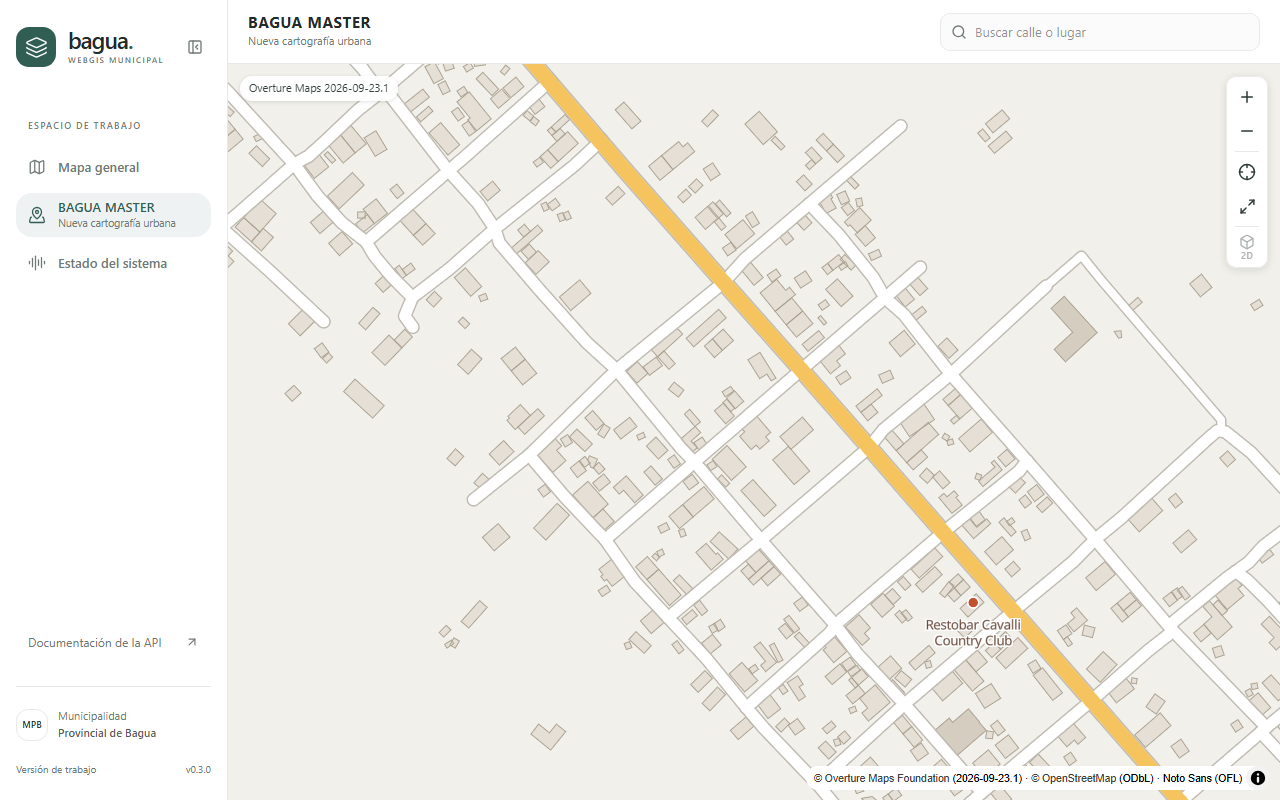 bagua.
WEBGIS MUNICIPAL
ESPACIO DE TRABAJO
Mapa general
BAGUA MASTER
Nueva cartografía urbana
Estado del sistema
Documentación de la API
MPB
Municipalidad
Provincial de Bagua
Versión de trabajo
v0.3.0
BAGUA MASTER
Nueva cartografía urbana
Buscar calle o lugar
Overture Maps 2026-09-23.1
2D
Restobar Cavalli
Country Club
© Overture Maps Foundation (2026-09-23.1) · © OpenStreetMap (ODbL) · Noto Sans (OFL)